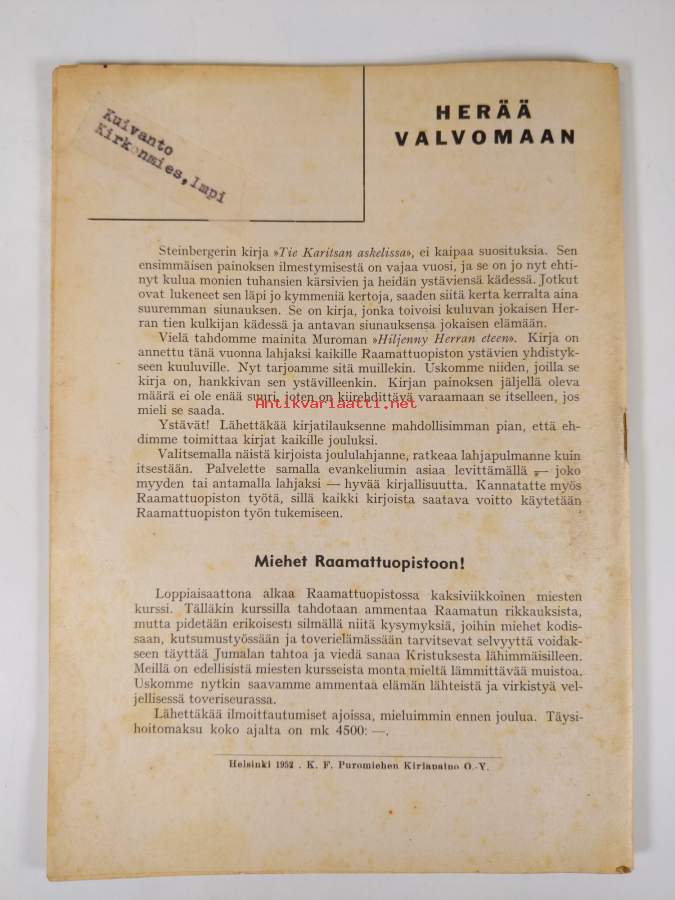 Kuivanto
Kirkonmies, Impi
HERÄÄ
VALVOMAAN
Steinbergerin kirja »Tie Karitsan askelissa», ei kaipaa suosituksia. Sen
ensimmäisen painoksen ilmestymisestä on vajaa vuosi, ja se on jo nyt ehti-
nyt kulua monien tuhansien kärsivien ja heidän ystäviensä kädessä. Jotkut
ovat lukeneet sen läpi jo kymmeniä kertoja, saaden siitä kerta kerralta aina
suuremman siunauksen. Se on kirja, jonka toivoisi kuluvan jokaisen Her-
ran tien kulkijan kädessä ja antavan siunauksensa jokaisen elämään.
Vielä tahdomme mainita Muroman »Hiljenny Herran eteen». Kirja on
annettu tänä vuonna lahjaksi kaikille Raamattuopiston ystävien yhdistyk-
seen kuuluville. Nyt tarjoamme sitä muillekin. Uskomme niiden, joilla se
kirja on, hankkivan sen ystävilleenkin. Kirjan painoksen jäljellä oleva
määrä ei ole enää suuri, joten on kiirehdittävä varaamaan se itselleen, jos
mieli se saada.
Antikvariaatti.net
Ystävät! Lähettäkää kirjatilauksenne mahdollisimman pian, että eh-
dimme toimittaa kirjat kaikille jouluksi.
Valitsemalla näistä kirjoista joululahjanne, ratkeaa lahjapulmanne kuin
itsestään. Palvelette samalla evankeliumin asiaa levittämällä — joko
myyden tai antamalla lahjaksi — hyvää kirjallisuutta. Kannatatte myös
Raamattuopiston työtä, sillä kaikki kirjoista saatava voitto käytetään
Raamattuopiston työn tukemiseen.
Miehet Raamattuopistoon!
Loppiaisaattona alkaa Raamattuopistossa kaksiviikkoinen miesten
kurssi. Tälläkin kurssilla tahdotaan ammentaa Raamatun rikkauksista,
mutta pidetään erikoisesti silmällä niitä kysymyksiä, joihin miehet kodis-
saan, kutsumustyössään ja toverielämässään tarvitsevat selvyyttä voidak-
seen täyttää Jumalan tahtoa ja viedä sanaa Kristuksesta lähimmäisilleen.
Meillä on edellisistä miesten kursseista monta mieltä lämmittävää muistoa.
Uskomme nytkin saavamme ammentaa elämän lähteistä ja virkistyä vel-
jellisessä toveriseurassa.
Lähettäkää ilmoittautumiset ajoissa, mieluimmin ennen joulua. Täysi-
hoitomaksu koko ajalta on mk 4500: —.
Helsinki 1952 . K. F. Puromiehen Kirjapaino O.-Y.